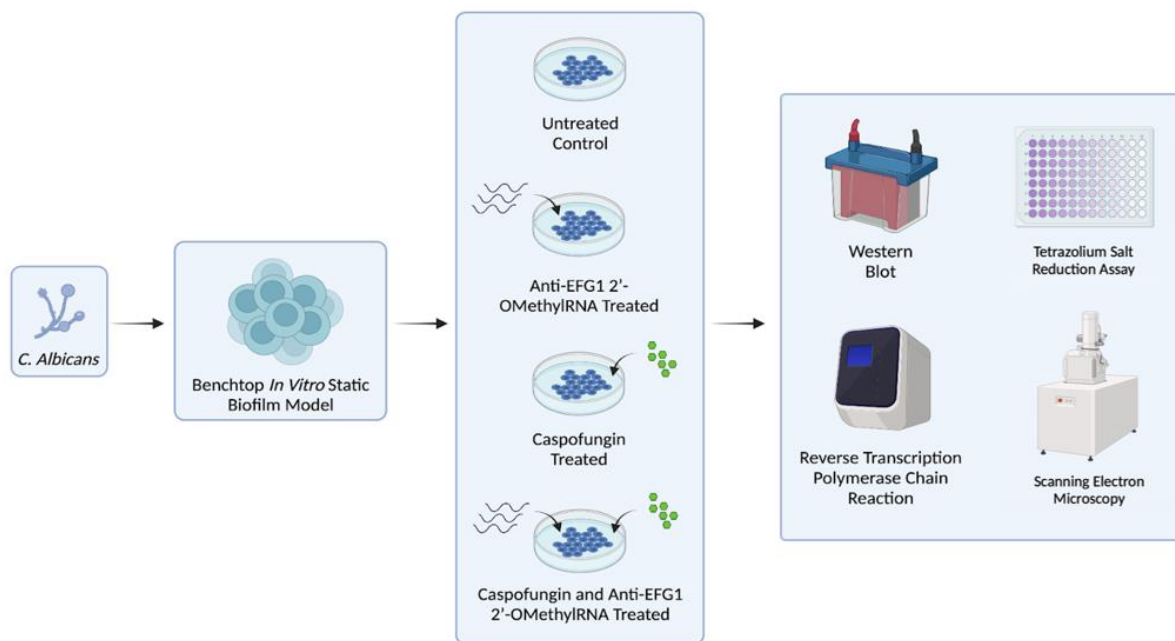 C. Albicans
Benchtop In Vitro Static
Biofilm Model
Untreated
Control
Anti-EFG1 2’-
OMethylRNA Treated
Caspofungin
Treated
Caspofungin and Anti-EFG1
2’-OMethylRNA Treated
Western
Blot
Tetrazolium Salt
Reduction Assay
Reverse Transcription
Polymerase Chain
Reaction
Scanning Electron
Microscopy